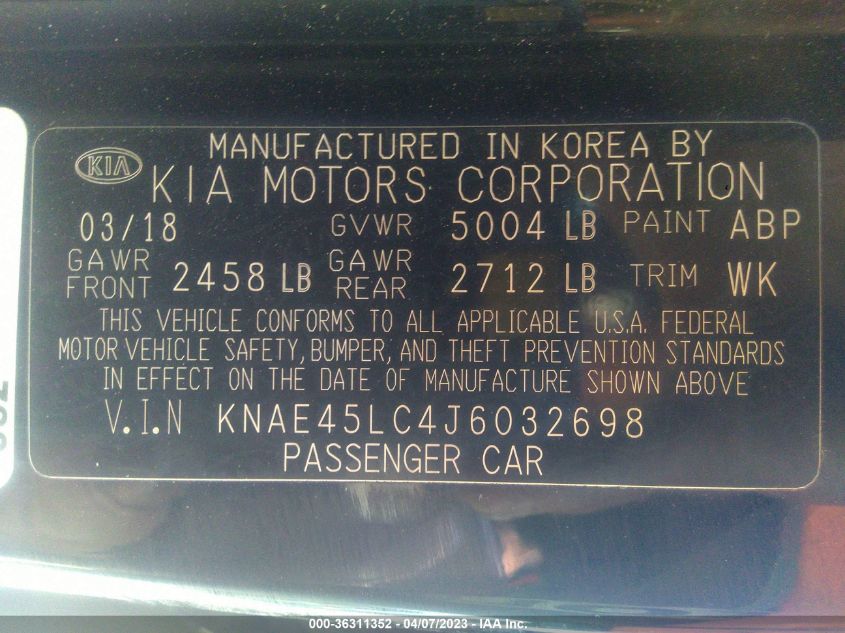 MANUFACTURED IN KOREA BY
KIA KIA MOTORS CORPORATION
03/18 GVWR 5004 LB PAINT ABP
GAWR FRONT 2458 LB GAWR REAR 2712 LB TRIM WK
THIS VEHICLE CONFORMS TO ALL APPLICABLE U.S.A. FEDERAL
MOTOR VEHICLE SAFETY, BUMPER, AND THEFT PREVENTION STANDARDS
IN EFFECT ON THE DATE OF MANUFACTURE SHOWN ABOVE
V.I.N KNAE45LC4J6032698
PASSENGER CAR
000-36311352 - 04/07/2023 - IAA Inc.